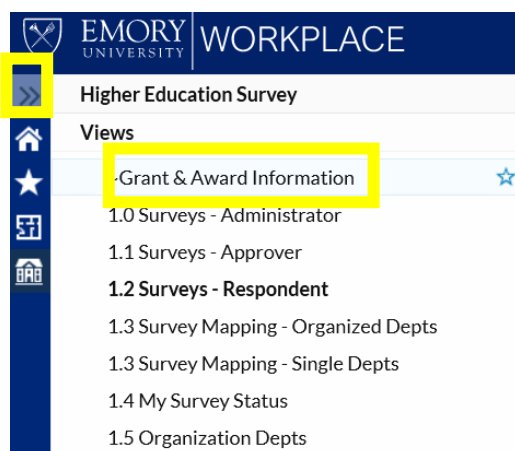 EMORY
UNIVERSITY
WORKPLACE
Higher Education Survey
Views
~Grant & Award Information
1.0 Surveys - Administrator
1.1 Surveys - Approver
1.2 Surveys - Respondent
1.3 Survey Mapping - Organized Depts
1.3 Survey Mapping - Single Depts
1.4 My Survey Status
1.5 Organization Depts